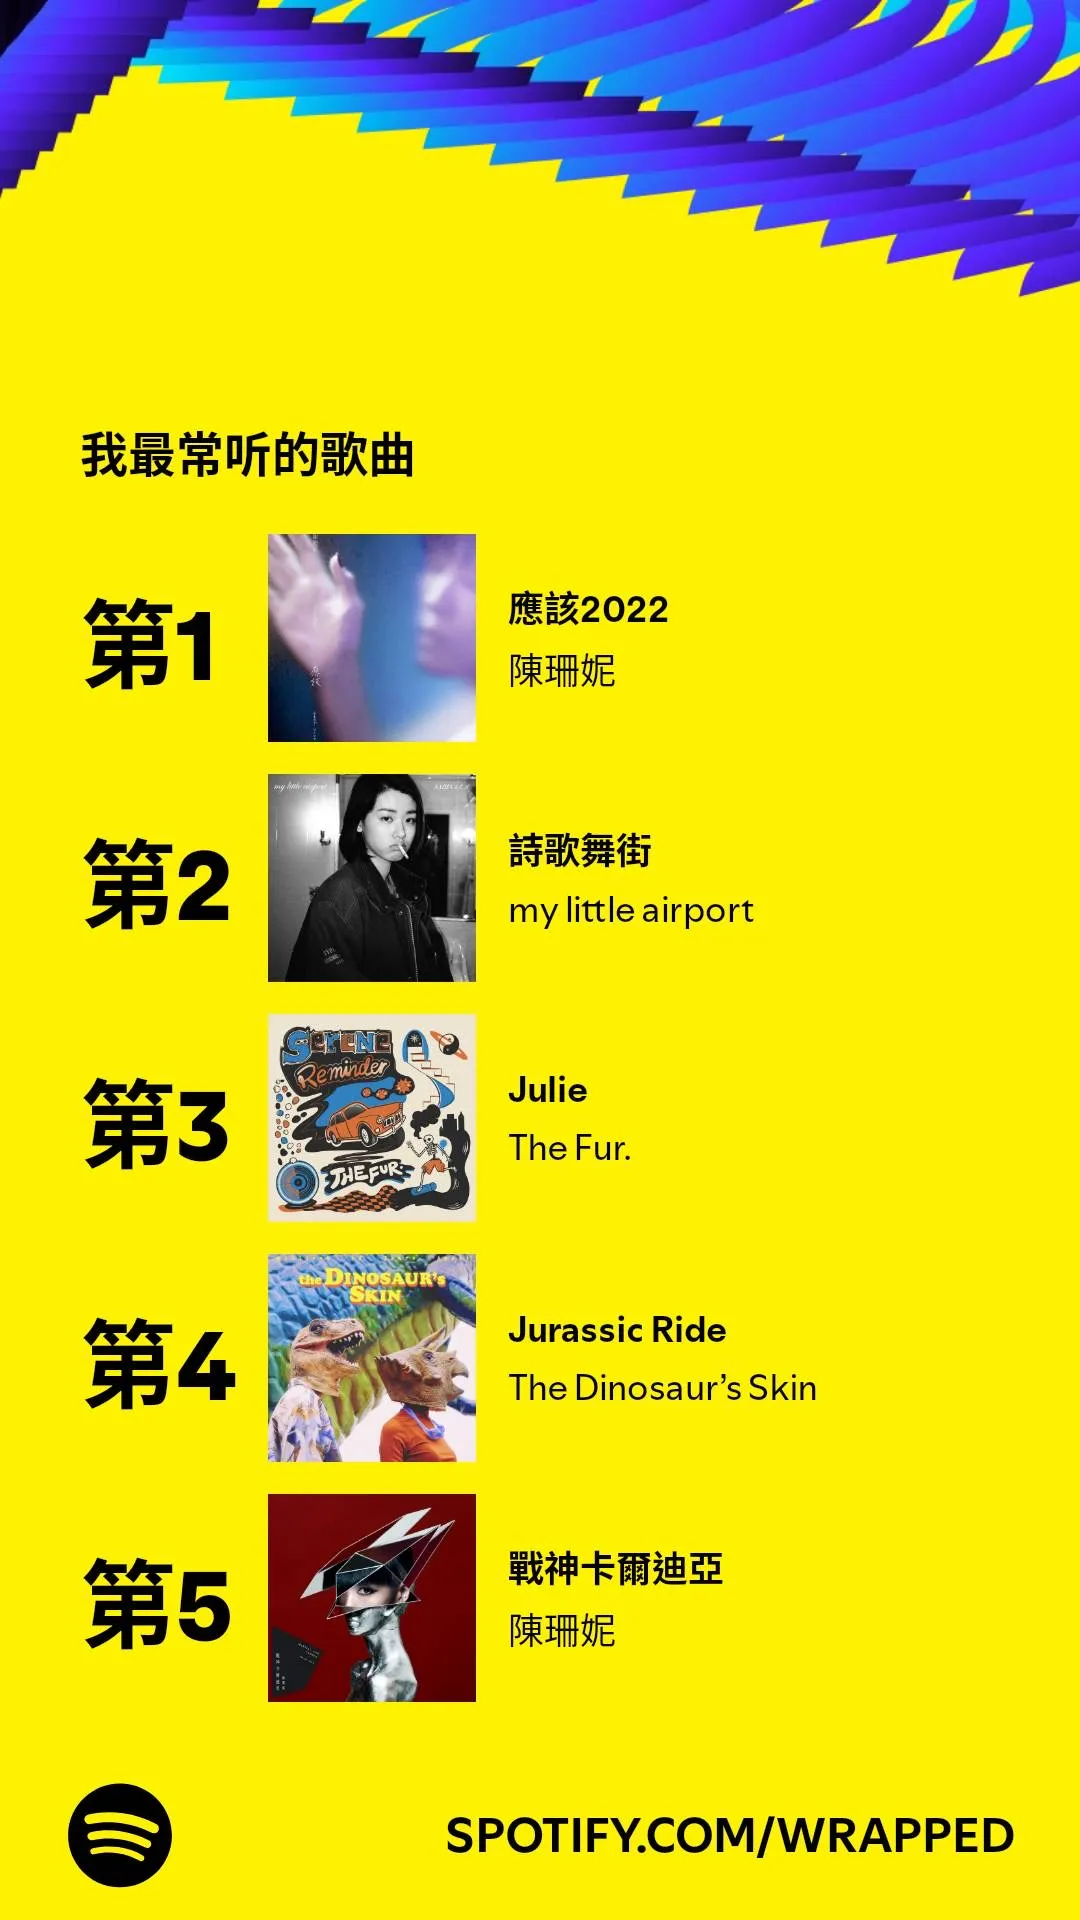 我最常听的歌曲
第1
應該2022
陳珊妮
應該
第2
my little airport
詩歌舞街
my little airport
第3
SERENE
Reminder
THE FUR.
Julie
The Fur.
第4
the DINOSAUR'S
SKIN
Jurassic Ride
The Dinosaur’s Skin
第5
戰神卡爾迪亞
陳珊妮
SPOTIFY.COM/WRAPPED